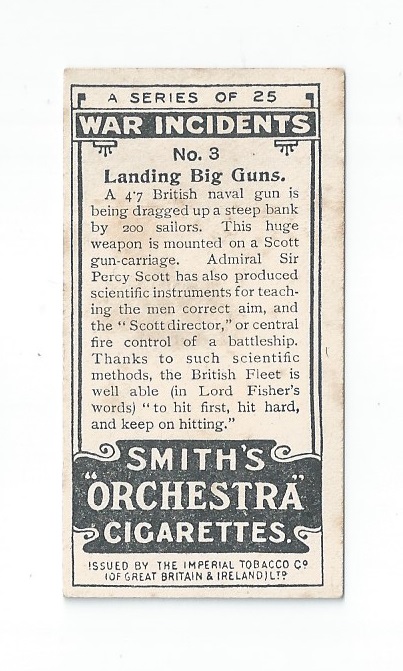 A SERIES OF 25
WAR INCIDENTS
No. 3
Landing Big Guns.
A 4·7 British naval gun is
being dragged up a steep bank
by 200 sailors. This huge
weapon is mounted on a Scott
gun-carriage. Admiral Sir
Percy Scott has also produced
scientific instruments for teach-
ing the men correct aim, and
the "Scott director," or central
fire control of a battleship.
Thanks to such scientific
methods, the British Fleet is
well able (in Lord Fisher's
words) "to hit first, hit hard,
and keep on hitting."
SMITH'S
"ORCHESTRA"
CIGARETTES.
ISSUED BY THE IMPERIAL TOBACCO Co
(OF GREAT BRITAIN & IRELAND) LTD